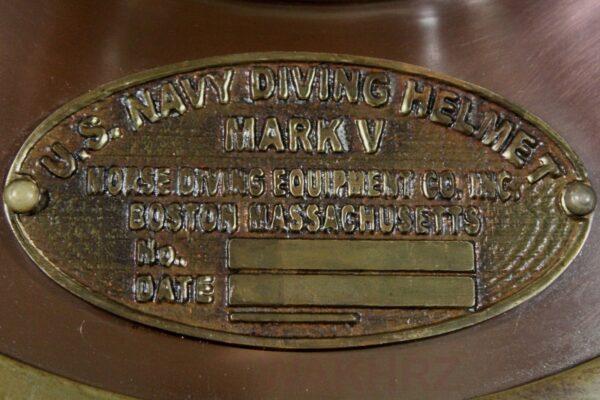 U.S. NAVY DIVING HELMET
MARK V
MORSE DIVING EQUIPMENT CO. INC.
BOSTON MASSACHUSETTS
No.
DATE